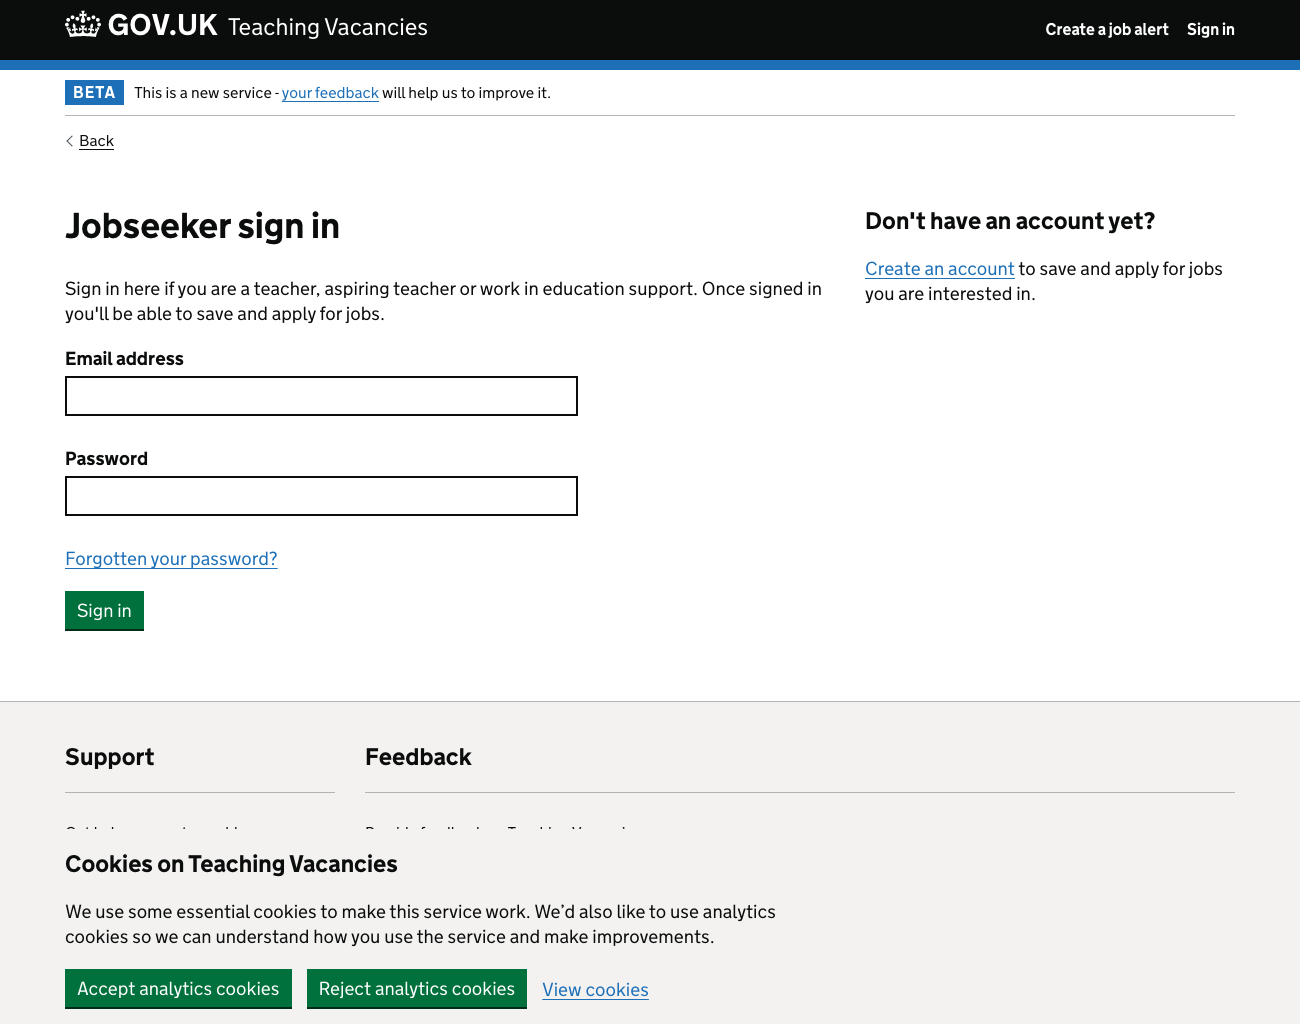 GOV.UK Teaching Vacancies
Create a job alert Sign in
BETA This is a new service - your feedback will help us to improve it.
Back
Jobseeker sign in
Sign in here if you are a teacher, aspiring teacher or work in education support. Once signed in
you'll be able to save and apply for jobs.
Email address
Password
Forgotten your password?
Sign in
Don't have an account yet?
Create an account to save and apply for jobs
you are interested in.
Support
Feedback
Cookies on Teaching Vacancies
We use some essential cookies to make this service work. We’d also like to use analytics
cookies so we can understand how you use the service and make improvements.
Accept analytics cookies Reject analytics cookies View cookies